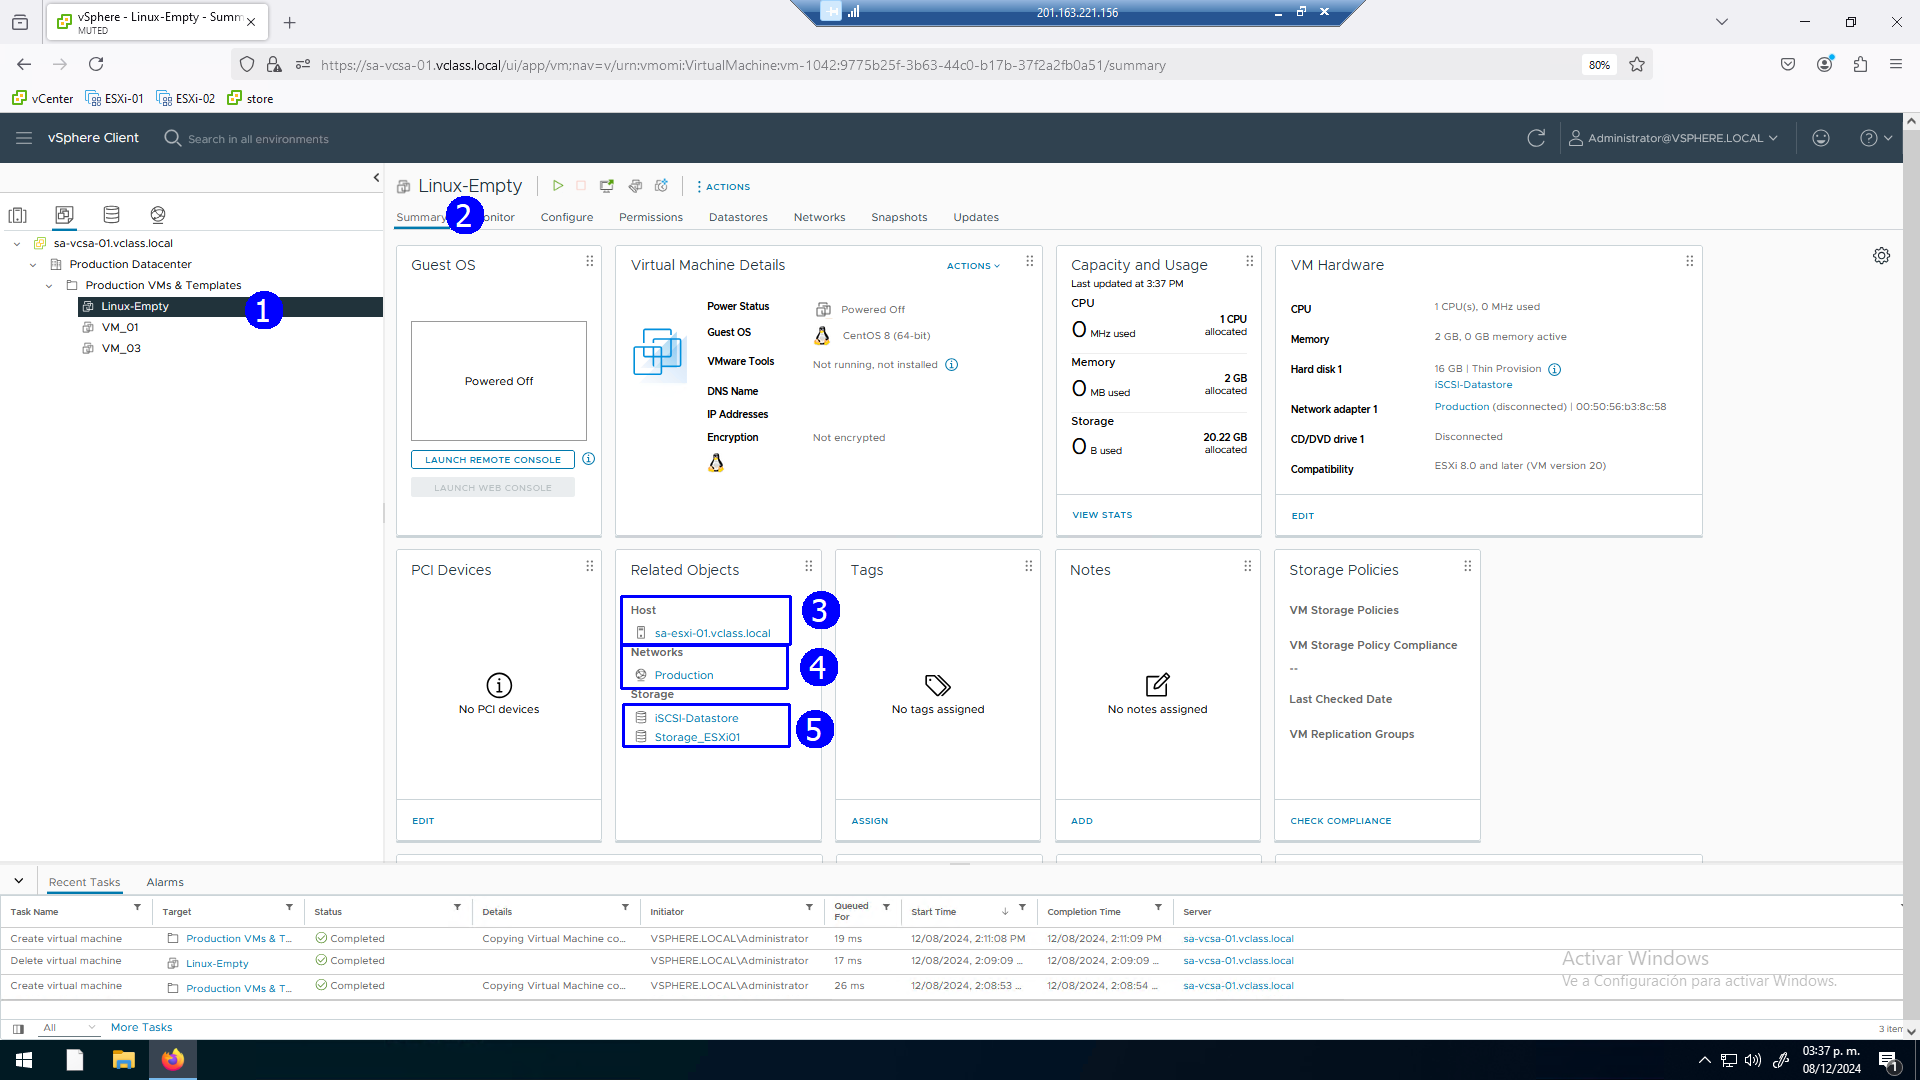 vSphere - Linux-Empty - Summ
MUTED
201.163.221.156
https://sa-vcsa-01.vclass.local/ui/app/vm;nav=v/urn:vmomi:VirtualMachine:vm-1042:9775b25f-3b63-44c0-b17b-37f2a2fb0a51/summary
80%
vCenter ESXi-01 ESXi-02 store
vSphere Client Search in all environments Administrator@VSPHERE.LOCAL
Linux-Empty ACTIONS
Summary 2 nitor Configure Permissions Datastores Networks Snapshots Updates
sa-vcsa-01.vclass.local
Production Datacenter
Production VMs & Templates
Linux-Empty 1
VM_01
VM_03
Guest OS
Powered Off
LAUNCH REMOTE CONSOLE
LAUNCH WEB CONSOLE
Virtual Machine Details ACTIONS
Power Status Powered Off
Guest OS CentOS 8 (64-bit)
VMware Tools Not running, not installed
DNS Name
IP Addresses
Encryption Not encrypted
Capacity and Usage
Last updated at 3:37 PM
CPU
0 MHz used 1 CPU allocated
Memory
0 MB used 2 GB allocated
Storage
0 B used 20.22 GB allocated
VIEW STATS
VM Hardware
CPU 1 CPU(s), 0 MHz used
Memory 2 GB, 0 GB memory active
Hard disk 1 16 GB | Thin Provision
iSCSI-Datastore
Network adapter 1 Production (disconnected) | 00:50:56:b3:8c:58
CD/DVD drive 1 Disconnected
Compatibility ESXi 8.0 and later (VM version 20)
EDIT
PCI Devices
No PCI devices
EDIT
Related Objects
Host
sa-esxi-01.vclass.local
3
Networks
Production
4
Storage
iSCSI-Datastore
Storage_ESXi01
5
Tags
No tags assigned
ASSIGN
Notes
No notes assigned
ADD
Storage Policies
VM Storage Policies
VM Storage Policy Compliance
--
Last Checked Date
VM Replication Groups
CHECK COMPLIANCE
Recent Tasks Alarms
Task Name Target Status Details Initiator Queued For Start Time Completion Time Server
Create virtual machine Production VMs & T... Completed Copying Virtual Machine co... VSPHERE.LOCAL\Administrator 19 ms 12/08/2024, 2:11:08 PM 12/08/2024, 2:11:09 PM sa-vcsa-01.vclass.local
Delete virtual machine Linux-Empty Completed VSPHERE.LOCAL\Administrator 17 ms 12/08/2024, 2:09:09 ... 12/08/2024, 2:09:09 ... sa-vcsa-01.vclass.local
Create virtual machine Production VMs & T... Completed Copying Virtual Machine co... VSPHERE.LOCAL\Administrator 26 ms 12/08/2024, 2:08:53 ... 12/08/2024, 2:08:54 ... sa-vcsa-01.vclass.local
Activar Windows
Ve a Configuración para activar Windows.
All More Tasks 3 item
03:37 p. m.
08/12/2024
1